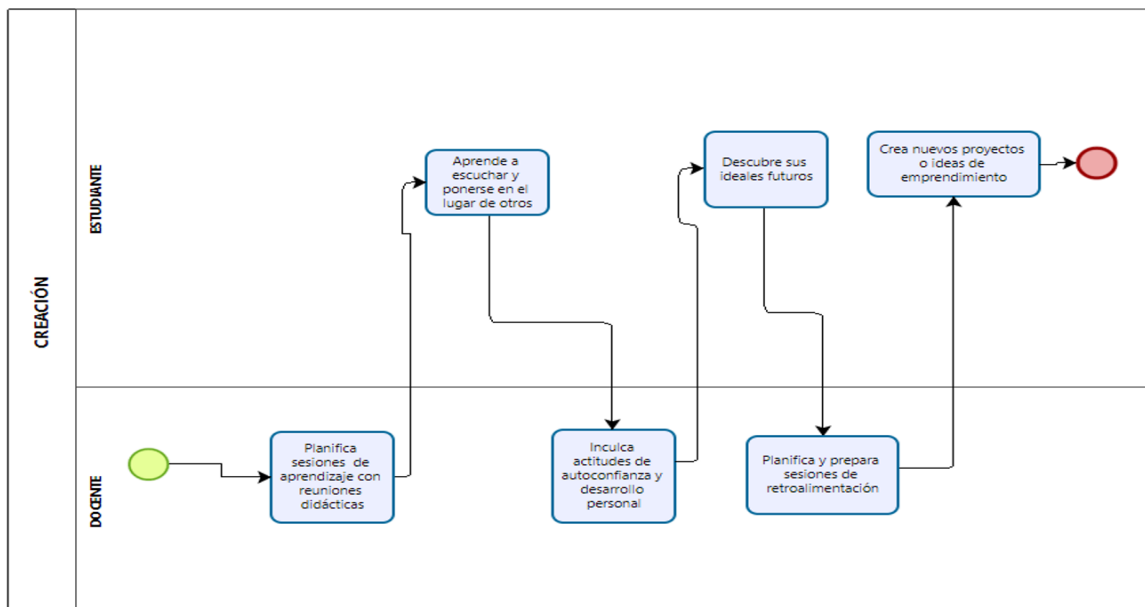 CREACIÓN
ESTUDIANTE
Aprende a
escuchar y
ponerse en el
lugar de otros
Descubre sus
ideales futuros
Crea nuevos proyectos
o ideas de
emprendimiento
DOCENTE
Planifica
sesiones de
aprendizaje con
reuniones
didácticas
Inculca
actitudes de
autoconfianza y
desarrollo
personal
Planifica y prepara
sesiones de
retroalimentación